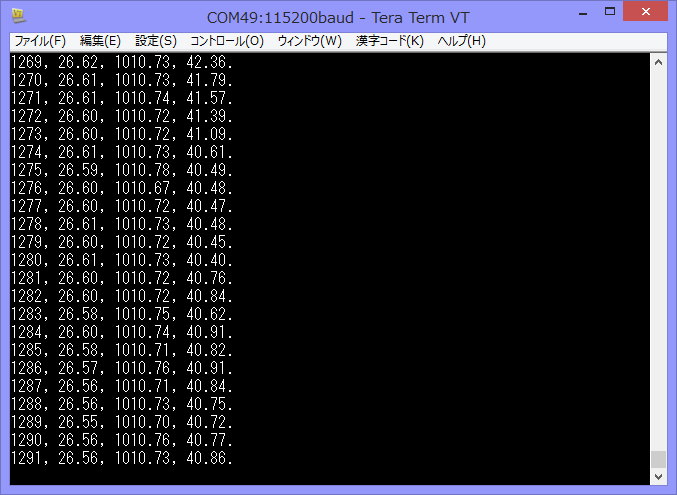 COM49:115200baud - Tera Term VT
ファイル(F) 編集(E) 設定(S) コントロール(O) ウィンドウ(W) 漢字コード(K) ヘルプ(H)
1269, 26.62, 1010.73, 42.36.
1270, 26.61, 1010.73, 41.79.
1271, 26.61, 1010.74, 41.57.
1272, 26.60, 1010.72, 41.39.
1273, 26.60, 1010.72, 41.09.
1274, 26.61, 1010.73, 40.61.
1275, 26.59, 1010.78, 40.49.
1276, 26.60, 1010.67, 40.48.
1277, 26.60, 1010.72, 40.47.
1278, 26.61, 1010.73, 40.48.
1279, 26.60, 1010.72, 40.45.
1280, 26.61, 1010.73, 40.40.
1281, 26.60, 1010.72, 40.76.
1282, 26.60, 1010.72, 40.84.
1283, 26.58, 1010.75, 40.62.
1284, 26.60, 1010.74, 40.91.
1285, 26.58, 1010.71, 40.82.
1286, 26.57, 1010.76, 40.91.
1287, 26.56, 1010.71, 40.84.
1288, 26.56, 1010.73, 40.75.
1289, 26.55, 1010.70, 40.72.
1290, 26.56, 1010.76, 40.77.
1291, 26.56, 1010.73, 40.86.